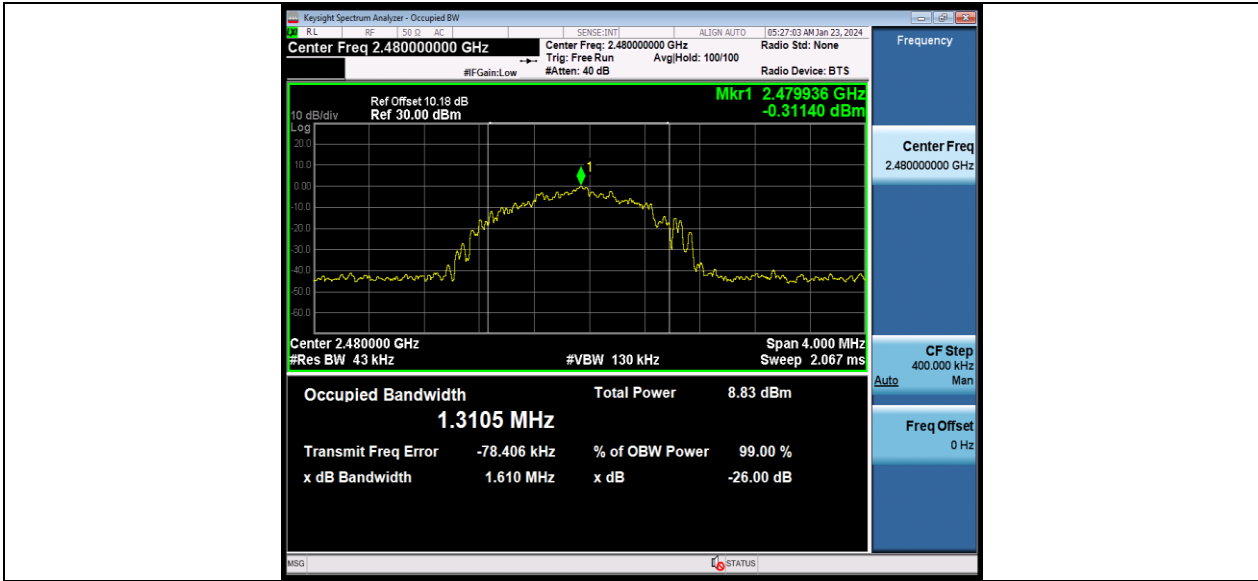 Keysight Spectrum Analyzer - Occupied BW
RL RF 50 Ω AC SENSE:INT ALIGN AUTO 05:27:03 AM Jan 23, 2024
Center Freq 2.480000000 GHz
Center Freq: 2.480000000 GHz
Radio Std: None
Trig: Free Run
Avg|Hold: 100/100
#IFGain:Low
#Atten: 40 dB
Radio Device: BTS
Mkr1 2.479936 GHz
-0.31140 dBm
Ref Offset 10.18 dB
10 dB/div Ref 30.00 dBm
Log
20.0
10.0
1
0.00
-10.0
-20.0
-30.0
-40.0
-50.0
-60.0
Center 2.480000 GHz
Span 4.000 MHz
#Res BW 43 kHz
#VBW 130 kHz
Sweep 2.067 ms
Occupied Bandwidth
Total Power 8.83 dBm
1.3105 MHz
Transmit Freq Error -78.406 kHz
% of OBW Power 99.00 %
x dB Bandwidth 1.610 MHz
x dB -26.00 dB
MSG
STATUS
Frequency
Center Freq
2.480000000 GHz
CF Step
400.000 kHz
Auto Man
Freq Offset
0 Hz